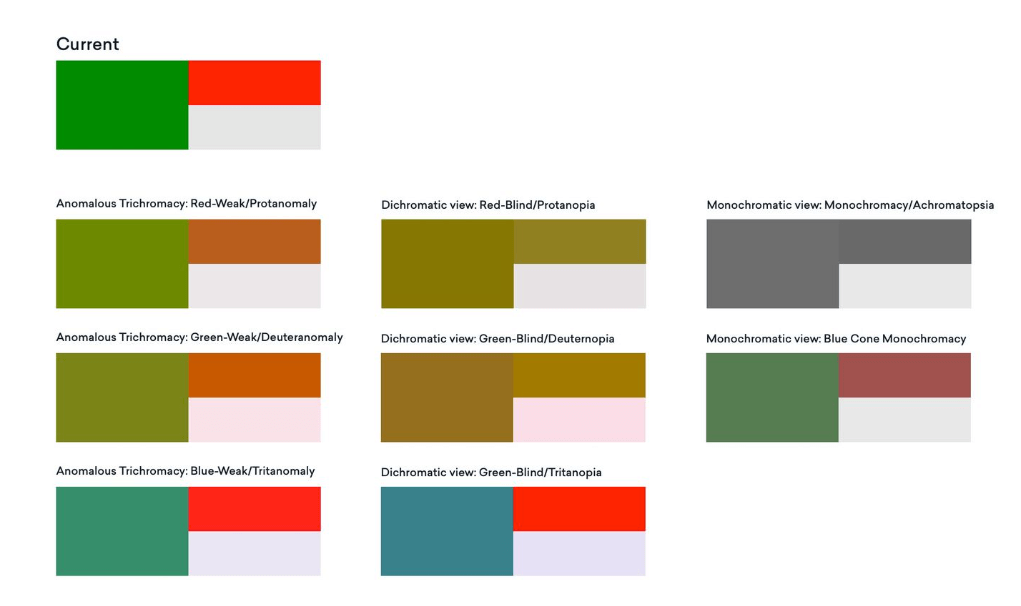 Current
Anomalous Trichromacy: Red-Weak/Protanomaly
Dichromatic view: Red-Blind/Protanopia
Monochromatic view: Monochromacy/Achromatopsia
Anomalous Trichromacy: Green-Weak/Deuteranomaly
Dichromatic view: Green-Blind/Deuternopia
Monochromatic view: Blue Cone Monochromacy
Anomalous Trichromacy: Blue-Weak/Tritanomaly
Dichromatic view: Green-Blind/Tritanopia